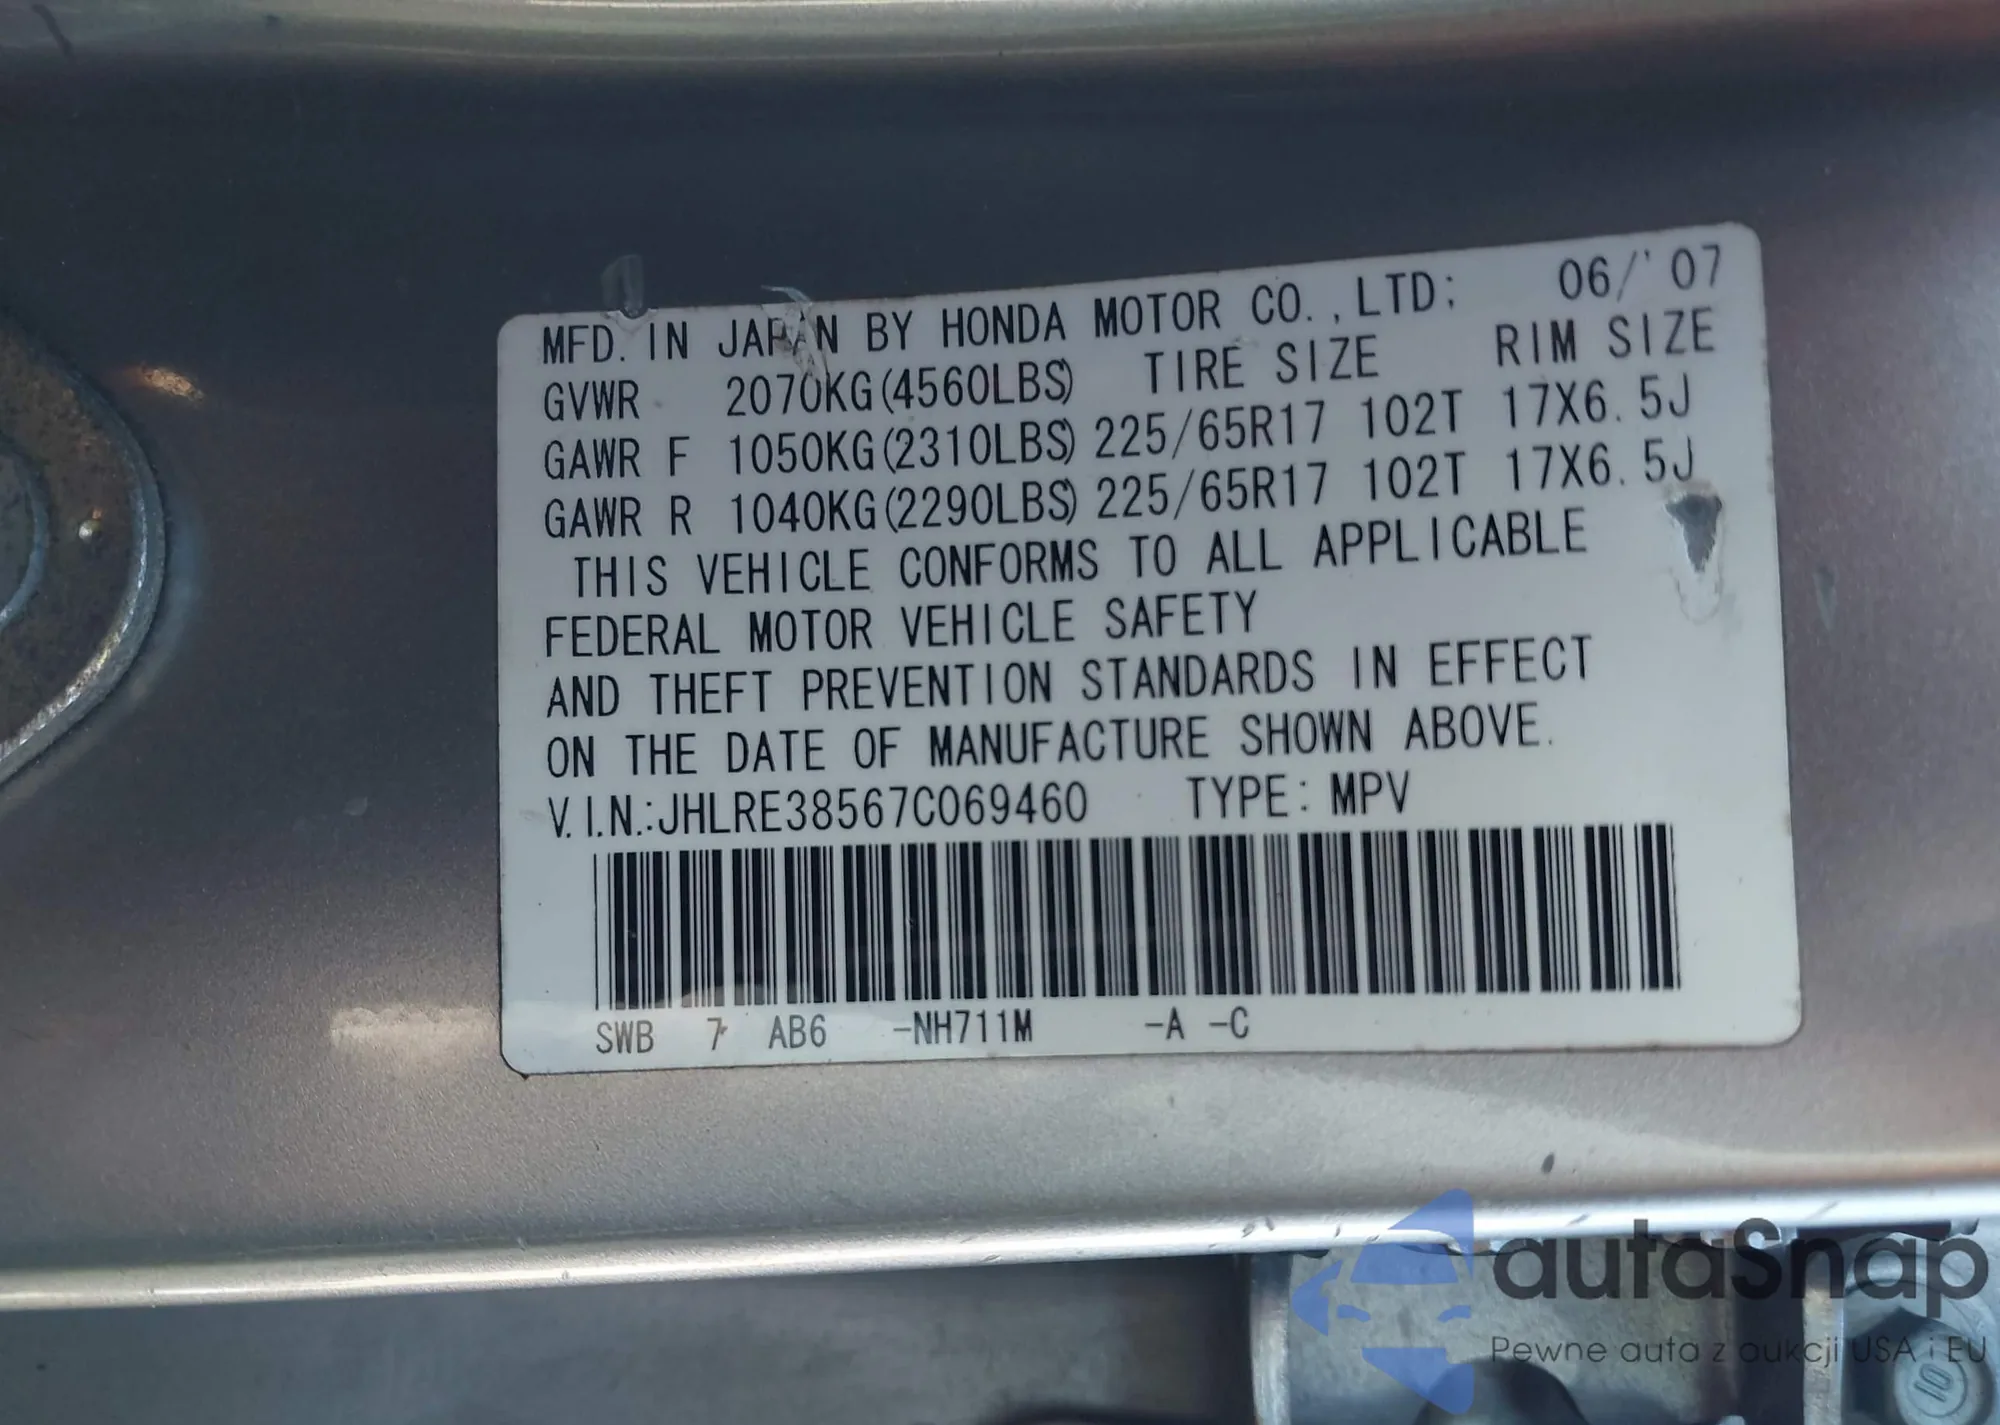 MFD. IN JAPAN BY HONDA MOTOR CO.,LTD; 06/'07
GVWR 2070KG(4560LBS) TIRE SIZE RIM SIZE
GAWR F 1050KG(2310LBS) 225/65R17 102T 17X6.5J
GAWR R 1040KG(2290LBS) 225/65R17 102T 17X6.5J
THIS VEHICLE CONFORMS TO ALL APPLICABLE
FEDERAL MOTOR VEHICLE SAFETY
AND THEFT PREVENTION STANDARDS IN EFFECT
ON THE DATE OF MANUFACTURE SHOWN ABOVE.
V.I.N.:JHLRE38567C069460 TYPE: MPV
SWB 7 AB6 -NH711M -A -C
autaSnap
Pewne auta z aukcji USA i EU
10